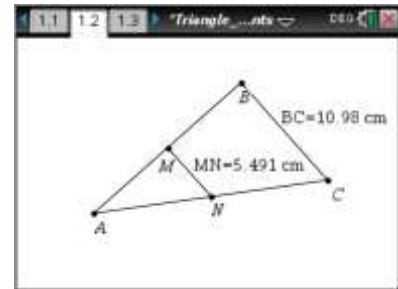 1.1 1.2 1.3 *Triangle_...nts DEG
B
BC=10.98 cm
M MN=5.491 cm
N C
A